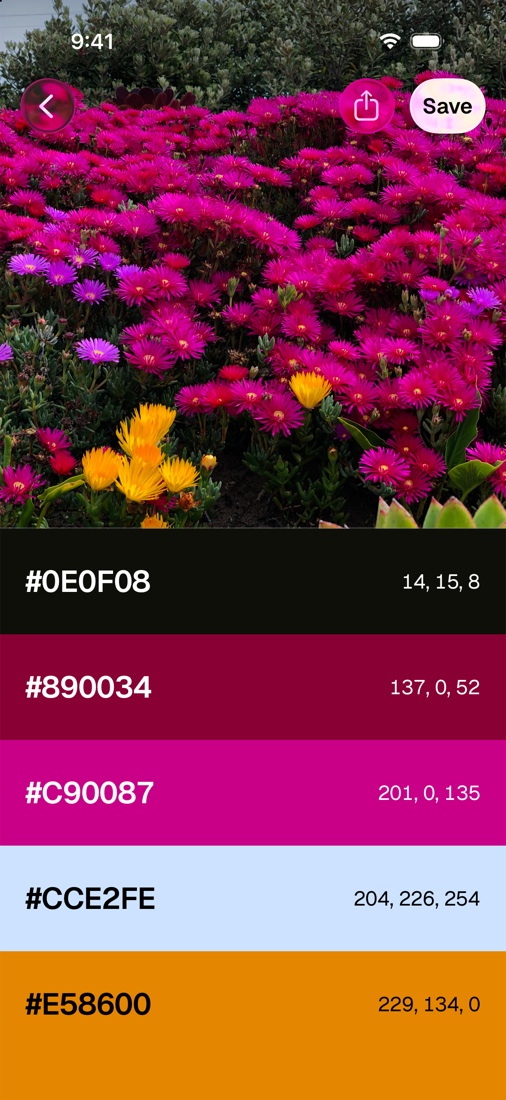 9:41
Save
#0E0F08 14, 15, 8
#890034 137, 0, 52
#C90087 201, 0, 135
#CCE2FE 204, 226, 254
#E58600 229, 134, 0